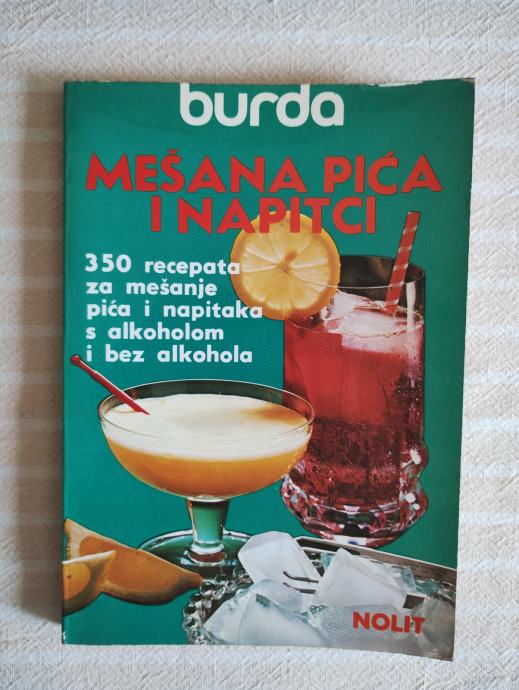 burda
MEŠANA PIĆA
I NAPITCI
350 recepata
za mešanje
pića i napitaka
s alkoholom
i bez alkohola
NOLIT